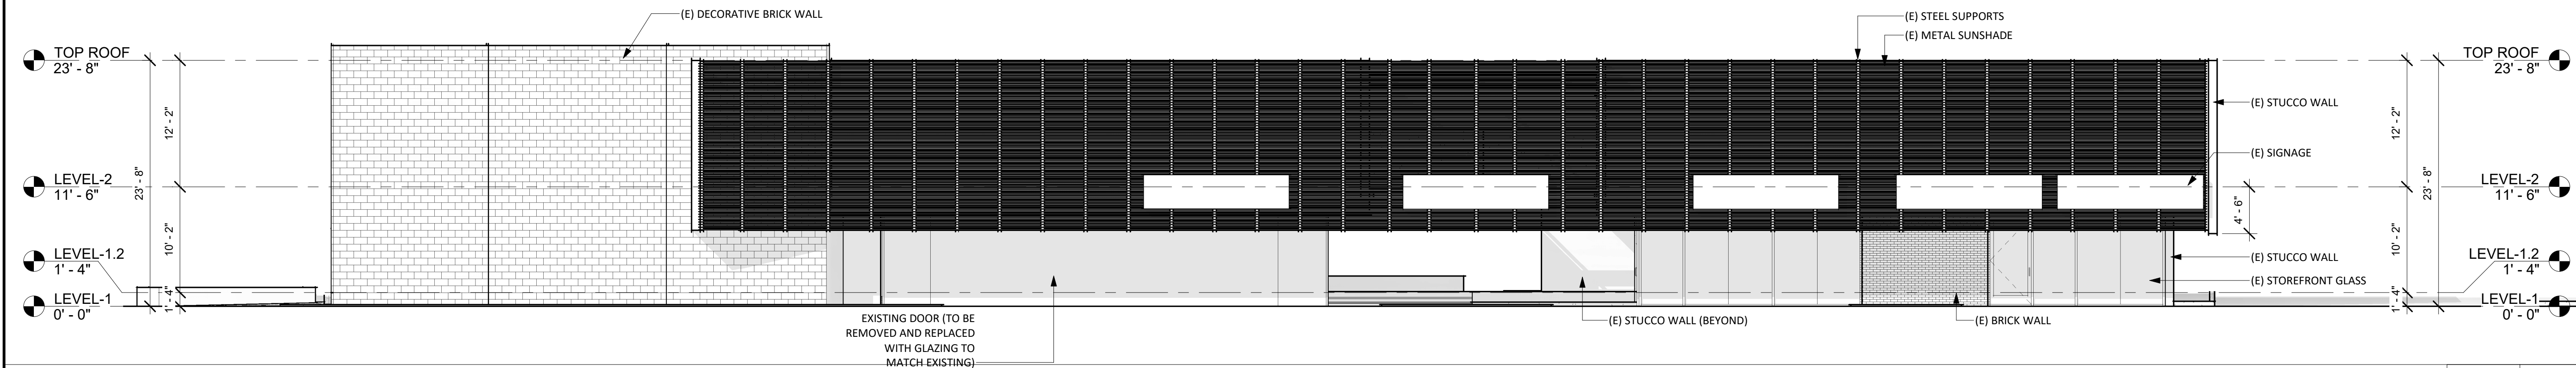 (E) DECORATIVE BRICK WALL
(E) STEEL SUPPORTS
(E) METAL SUNSHADE
TOP ROOF
23' - 8"
TOP ROOF
23' - 8"
(E) STUCCO WALL
12' - 2"
12' - 2"
(E) SIGNAGE
LEVEL-2
11' - 6"
23' - 8"
23' - 8"
LEVEL-2
11' - 6"
4' - 6"
10' - 2"
10' - 2"
LEVEL-1.2
1' - 4"
(E) STUCCO WALL
LEVEL-1.2
1' - 4"
(E) STOREFRONT GLASS
LEVEL-1
0' - 0"
1' - 4"
1' - 4"
LEVEL-1
0' - 0"
EXISTING DOOR (TO BE
REMOVED AND REPLACED
WITH GLAZING TO
MATCH EXISTING)
(E) STUCCO WALL (BEYOND)
(E) BRICK WALL